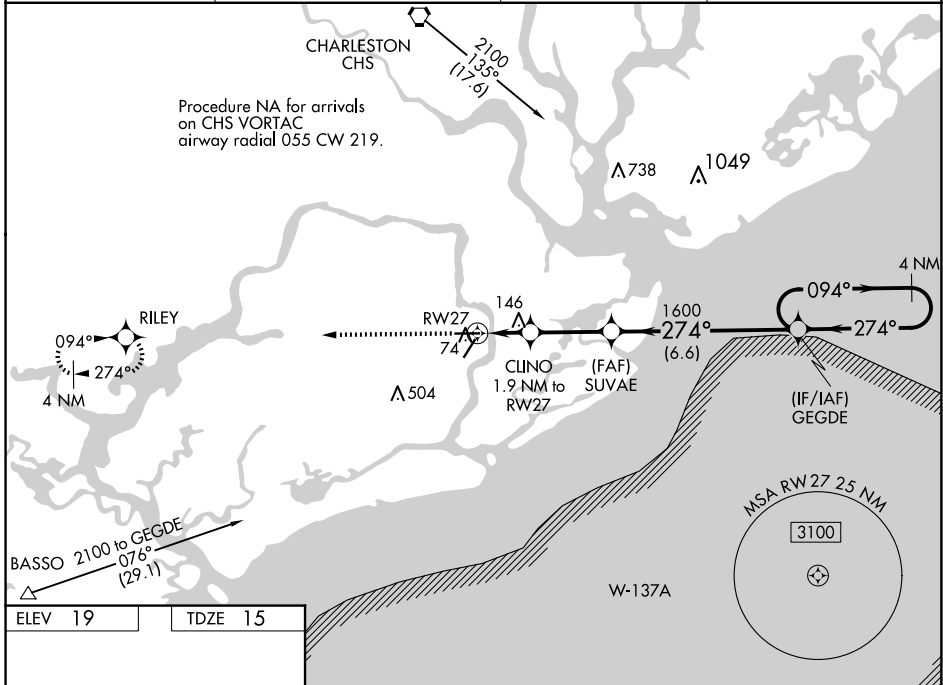 CHARLESTON
CHS
2100
135°
(17.6)
Procedure NA for arrivals
on CHS VORTAC
airway radial 055 CW 219.
738
1049
4 NM
094°
274°
RILEY
094°
274°
4 NM
RW27
74
146
CLINO
1.9 NM to
RW27
(FAF)
SUVAE
1600
274°
(6.6)
(IF/IAF)
GEGDE
504
BASSO
2100 to GEGDE
076°
(29.1)
MSA RW 27 25 NM
3100
W-137A
ELEV 19
TDZE 15